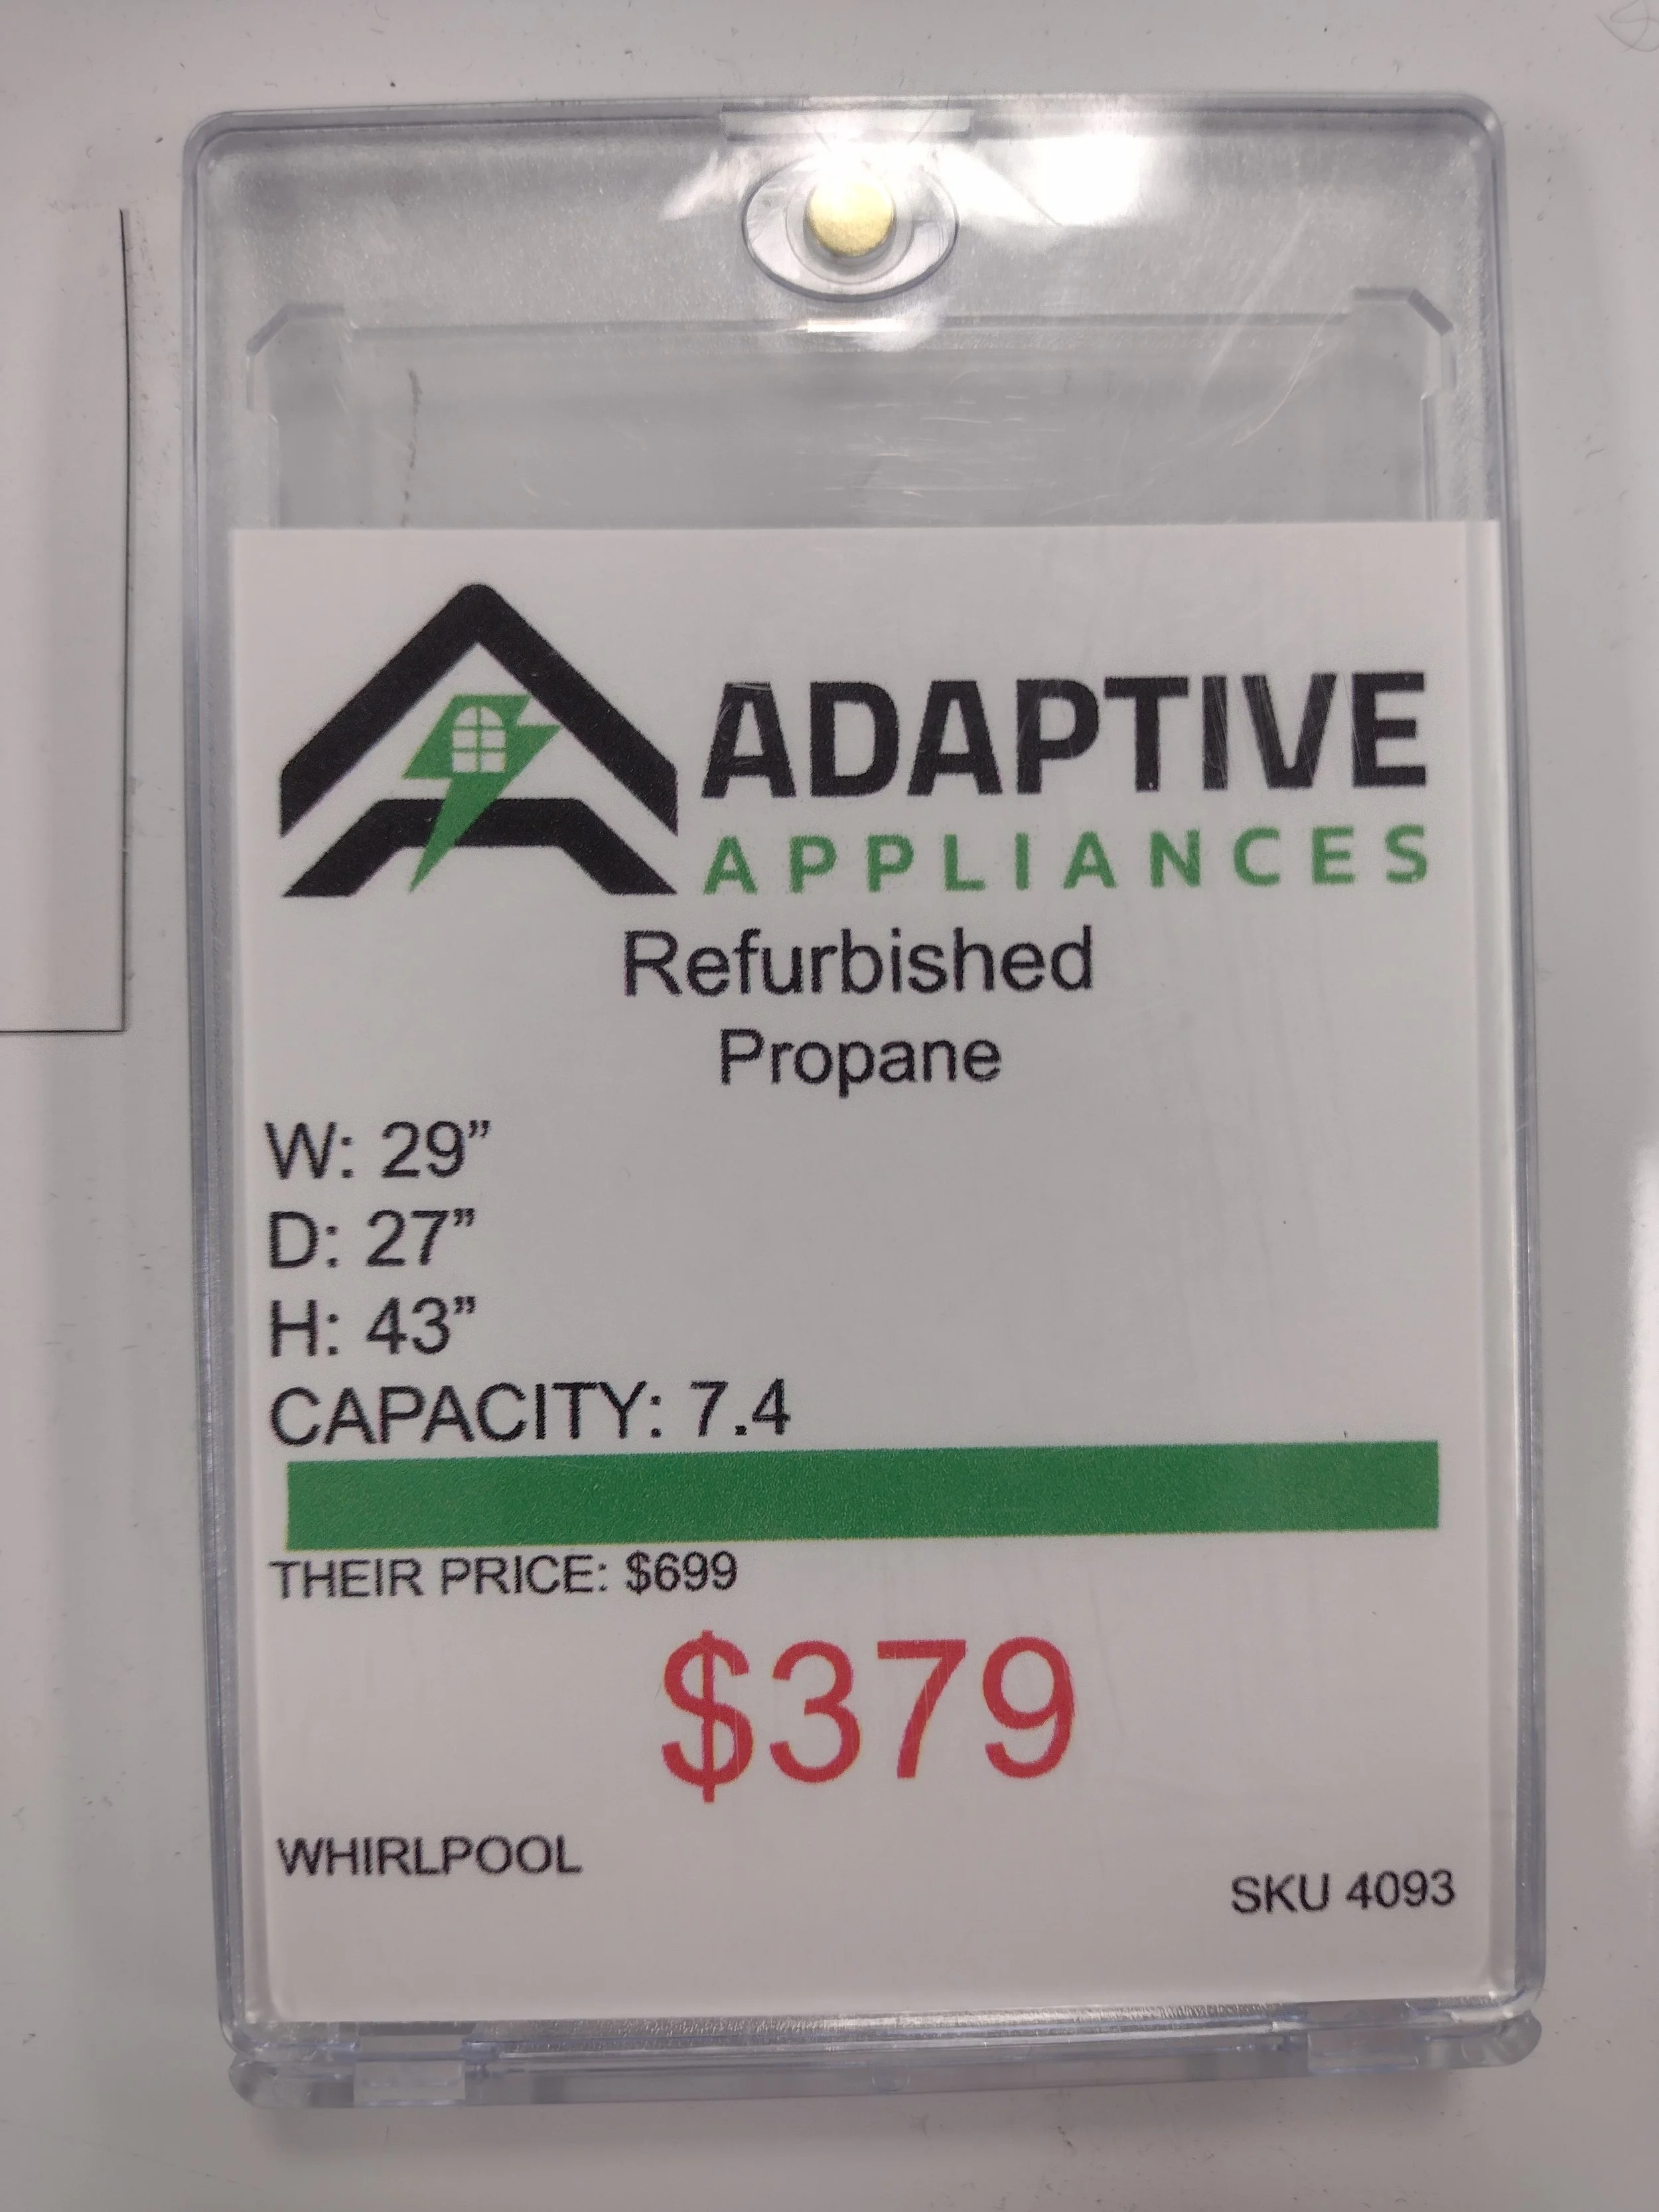 ADAPTIVE
APPLIANCES
Refurbished
Propane
W: 29”
D: 27”
H: 43”
CAPACITY: 7.4
THEIR PRICE: $699
$379
WHIRLPOOL
SKU 4093